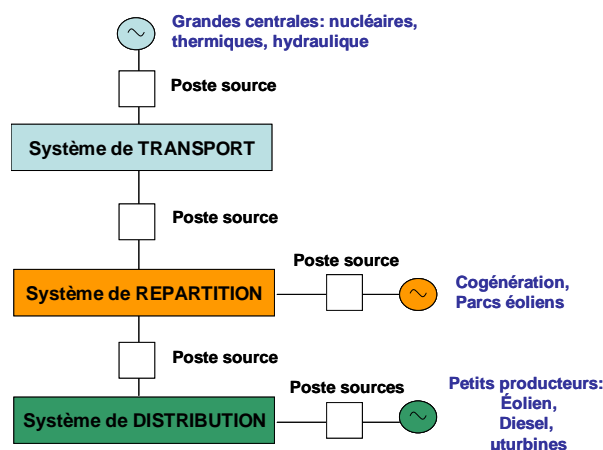 Grandes centrales: nucléaires,
thermiques, hydraulique
Poste source
Système de TRANSPORT
Poste source
Poste source
Système de REPARTITION
Cogénération,
Parcs éoliens
Poste source
Poste sources
Système de DISTRIBUTION
Petits producteurs:
Éolien,
Diesel,
µturbines